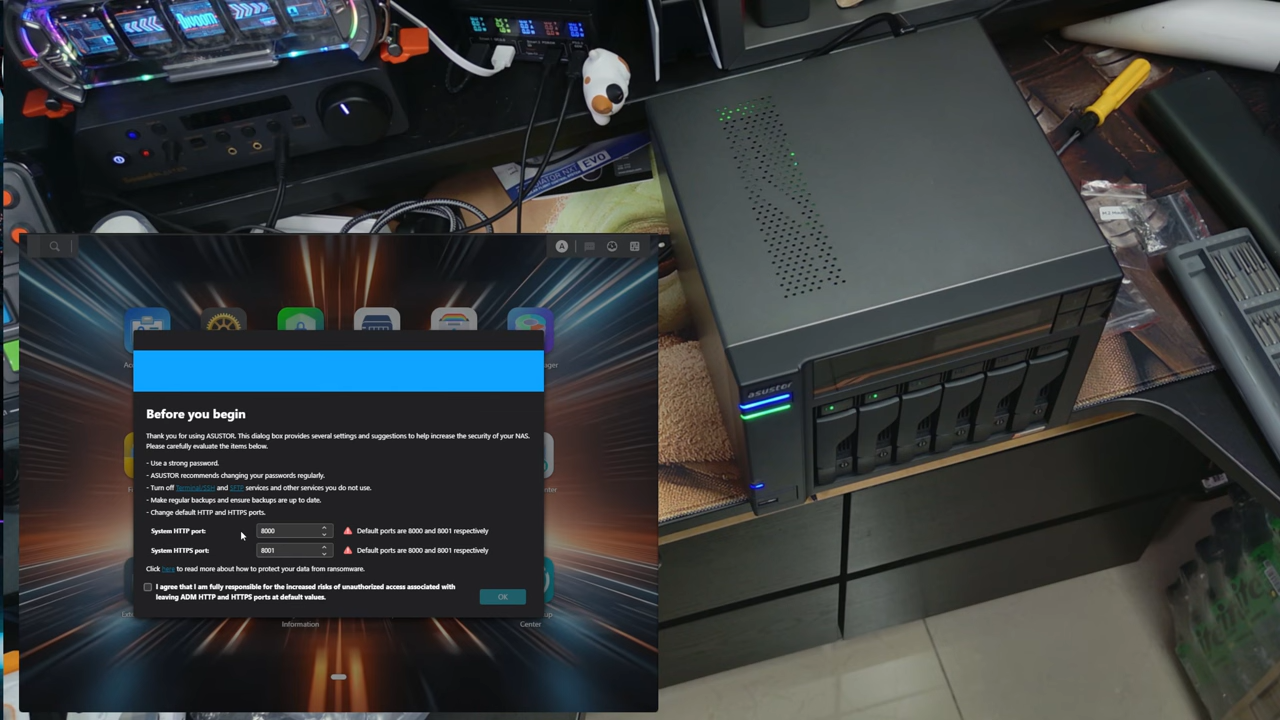 DIVOOM
EVO
asustor
Before you begin
Thank you for using ASUSTOR. This dialog box provides several settings and suggestions to help increase the security of your NAS.
Please carefully evaluate the items below.
- Use a strong password.
- ASUSTOR recommends changing your passwords regularly.
- Turn off Terminal/SSH and SFTP services and other services you do not use.
- Make regular backups and ensure backups are up to date.
- Change default HTTP and HTTPS ports.
System HTTP port: 8000 Default ports are 8000 and 8001 respectively
System HTTPS port: 8001 Default ports are 8000 and 8001 respectively
Click here to read more about how to protect your data from ransomware.
I agree that I am fully responsible for the increased risks of unauthorized access associated with
leaving ADM HTTP and HTTPS ports at default values.
OK
Information
Center